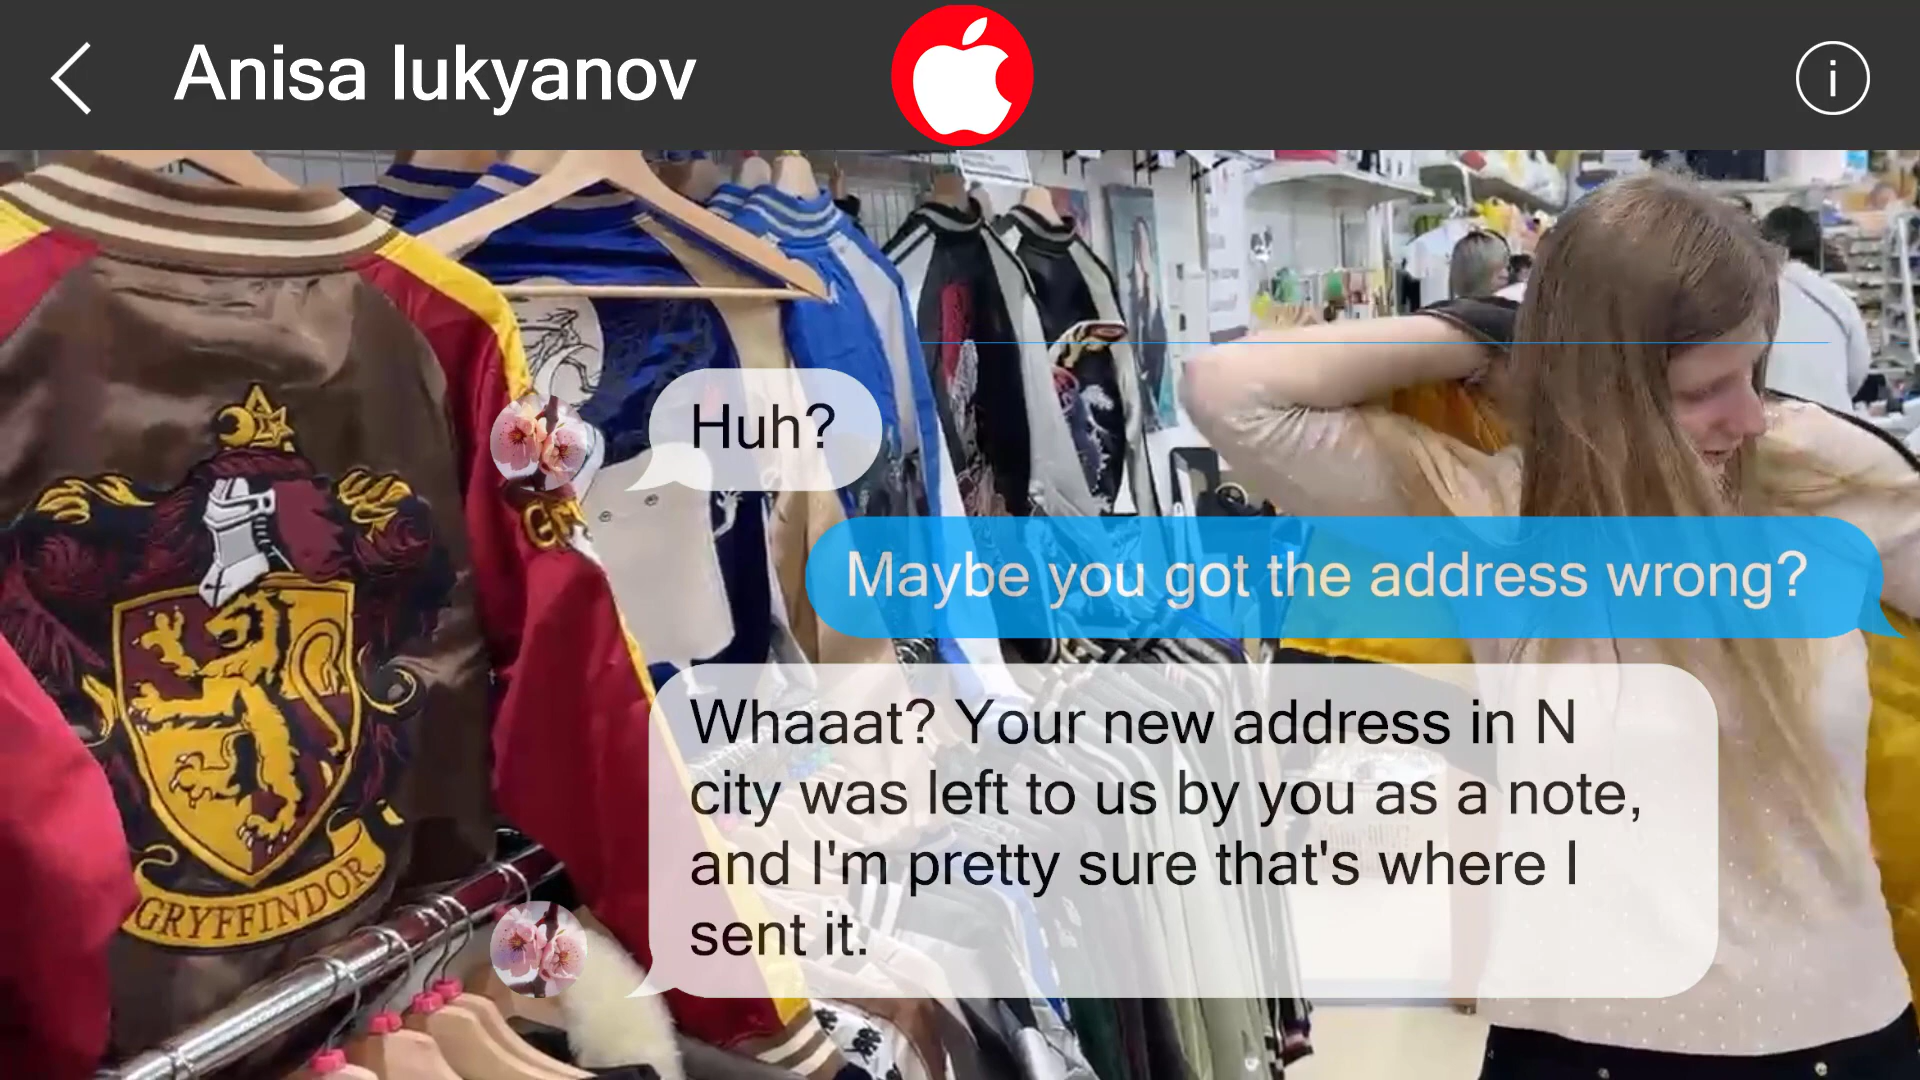 Anisa lukyanov
i
Huh?
Maybe you got the address wrong?
Whaaat? Your new address in N
city was left to us by you as a note,
and I'm pretty sure that's where I
sent it.
GRYFFINDOR